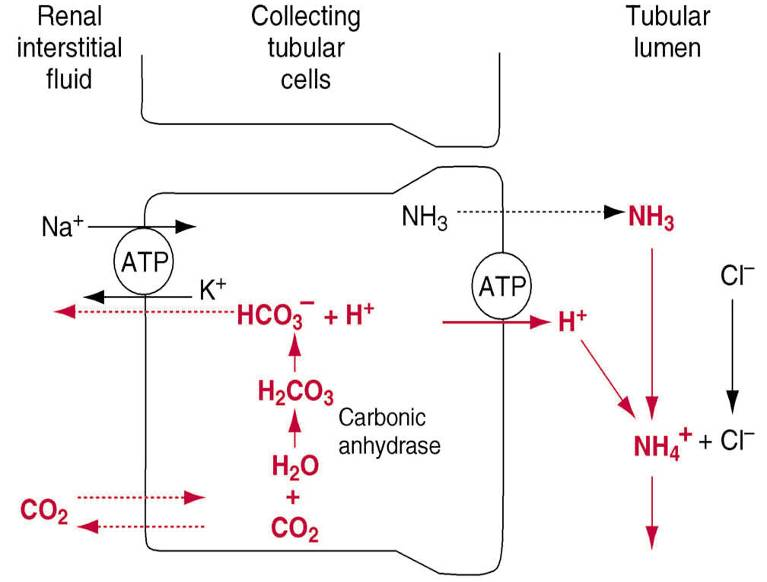 Renal
interstitial
fluid
Collecting
tubular
cells
Tubular
lumen
Na⁺
ATP
K⁺
NH₃
NH₃
ATP
Cl⁻
HCO₃⁻ + H⁺
H⁺
H₂CO₃
Carbonic
anhydrase
NH₄⁺ + Cl⁻
H₂O
+
CO₂
CO₂